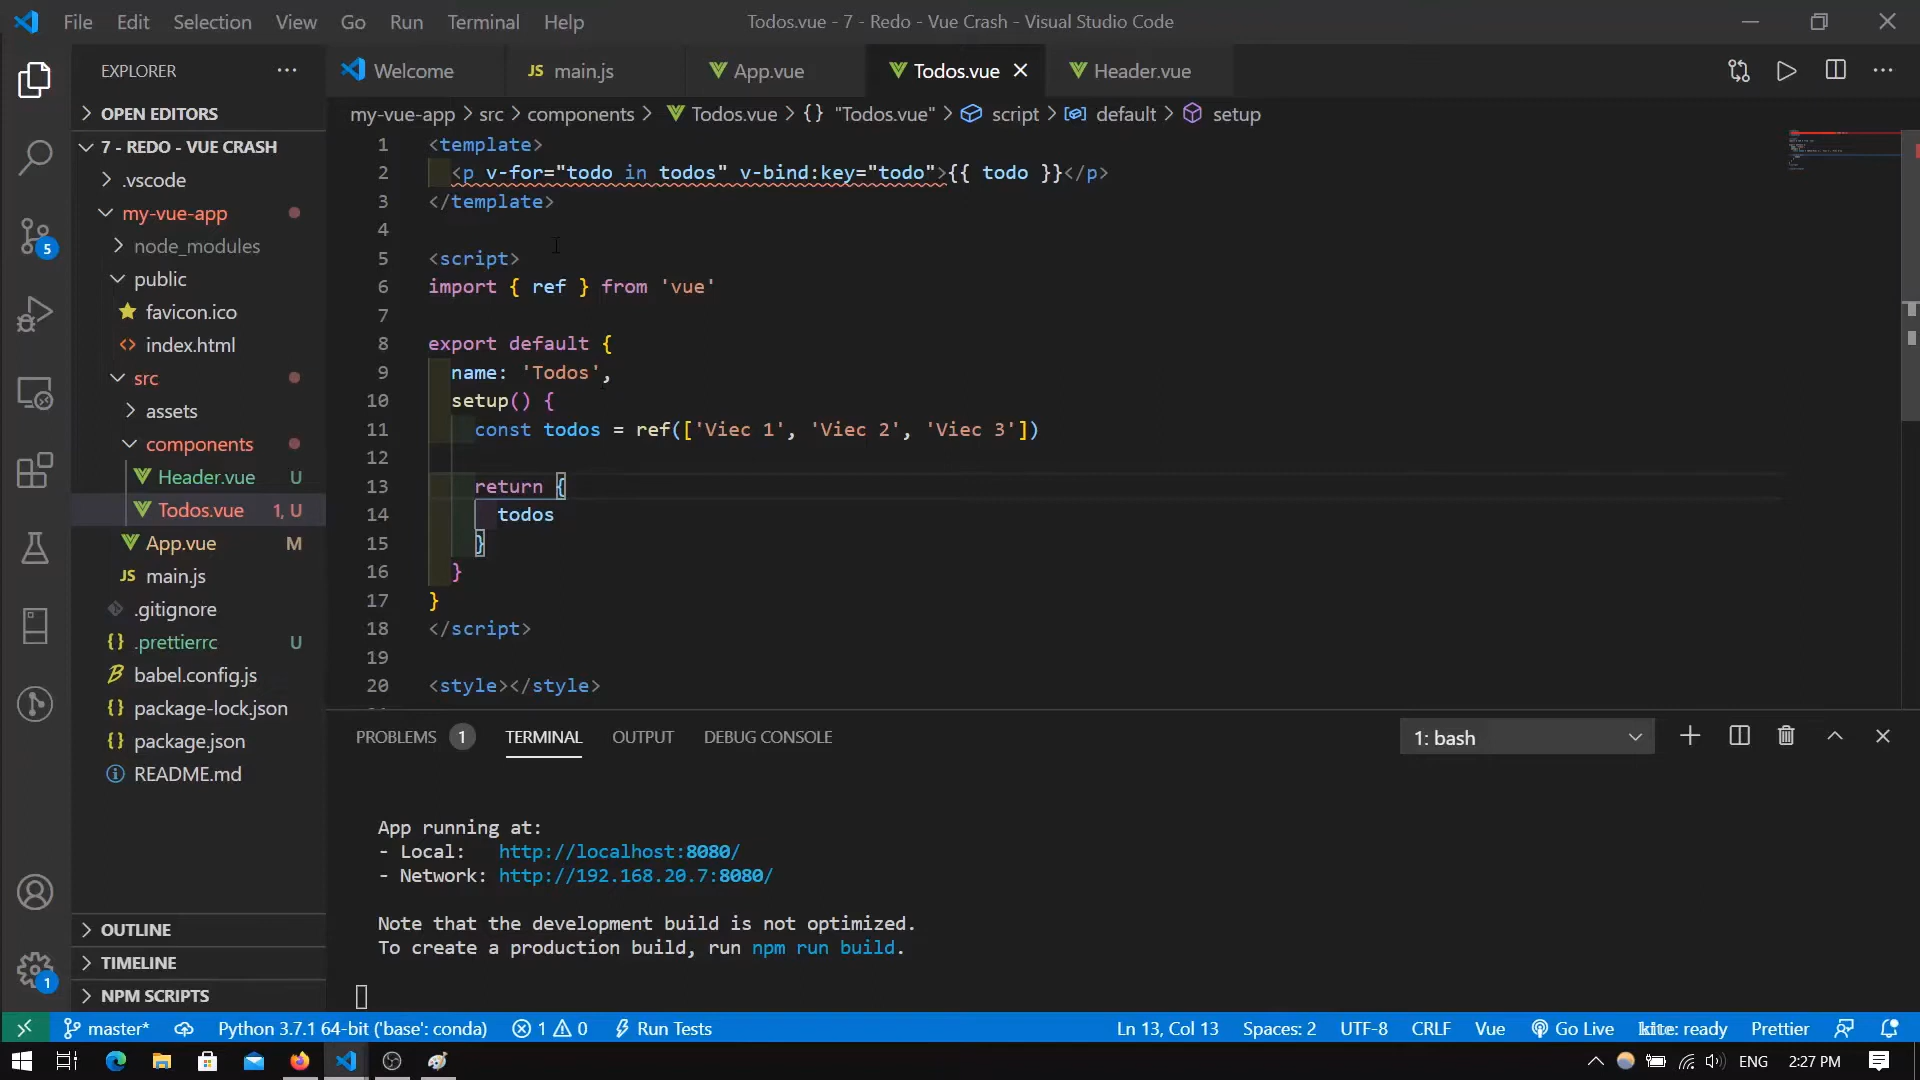 File Edit Selection View Go Run Terminal Help
Todos.vue - 7 - Redo - Vue Crash - Visual Studio Code
EXPLORER
Welcome
JS main.js
App.vue
Todos.vue
Header.vue
OPEN EDITORS
my-vue-app > src > components > Todos.vue > {} "Todos.vue" > script > default > setup
7 - REDO - VUE CRASH
.vscode
my-vue-app
node_modules
public
favicon.ico
index.html
src
assets
components
Header.vue U
Todos.vue 1, U
App.vue M
JS main.js
.gitignore
{} .prettierrc U
babel.config.js
{} package-lock.json
{} package.json
README.md
OUTLINE
TIMELINE
NPM SCRIPTS
5
1
1 <template>
2 <p v-for="todo in todos" v-bind:key="todo">{{ todo }}</p>
3 </template>
4
5 <script>
6 import { ref } from 'vue'
7
8 export default {
9 name: 'Todos',
10 setup() {
11 const todos = ref(['Viec 1', 'Viec 2', 'Viec 3'])
12
13 return {
14 todos
15 }
16 }
17 }
18 </script>
19
20 <style></style>
PROBLEMS 1 TERMINAL OUTPUT DEBUG CONSOLE
1: bash
App running at:
- Local: http://localhost:8080/
- Network: http://192.168.20.7:8080/
Note that the development build is not optimized.
To create a production build, run npm run build.
master* Python 3.7.1 64-bit ('base': conda) 1 0 Run Tests
Ln 13, Col 13 Spaces: 2 UTF-8 CRLF Vue Go Live kite: ready Prettier
ENG 2:27 PM